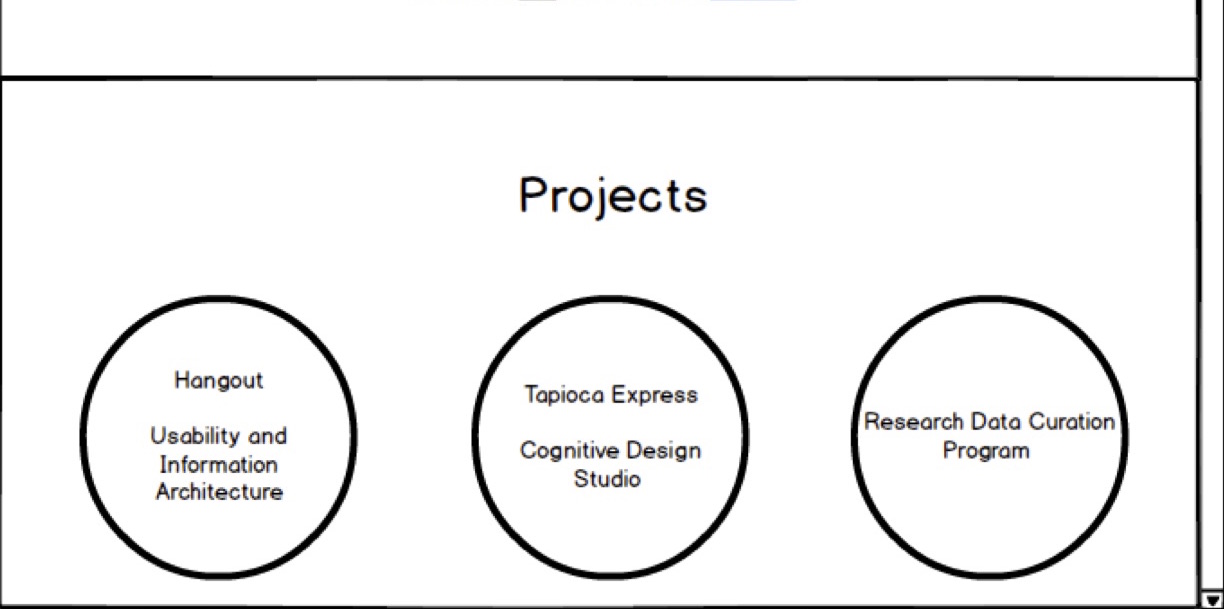 Projects
Hangout
Usability and
Information
Architecture
Tapioca Express
Cognitive Design
Studio
Research Data Curation
Program